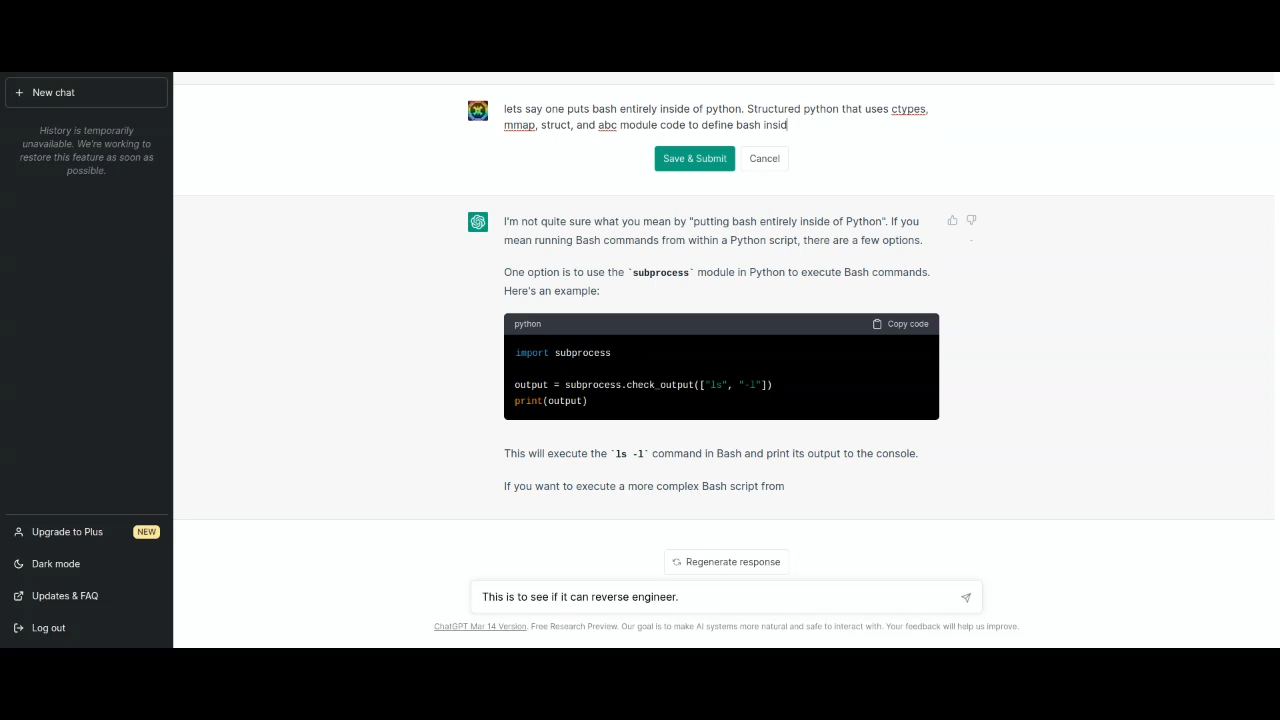 New chat
History is temporarily
unavailable. We're working to
restore this feature as soon as
possible.
Upgrade to Plus
NEW
Dark mode
Updates & FAQ
Log out
lets say one puts bash entirely inside of python. Structured python that uses ctypes,
mmap, struct, and abc module code to define bash insid
Save & Submit
Cancel
I'm not quite sure what you mean by "putting bash entirely inside of Python". If you
mean running Bash commands from within a Python script, there are a few options.
One option is to use the `subprocess` module in Python to execute Bash commands.
Here's an example:
python
Copy code
import subprocess
output = subprocess.check_output(["ls", "-l"])
print(output)
This will execute the `ls -l` command in Bash and print its output to the console.
If you want to execute a more complex Bash script from
Regenerate response
This is to see if it can reverse engineer.
ChatGPT Mar 14 Version. Free Research Preview. Our goal is to make AI systems more natural and safe to interact with. Your feedback will help us improve.